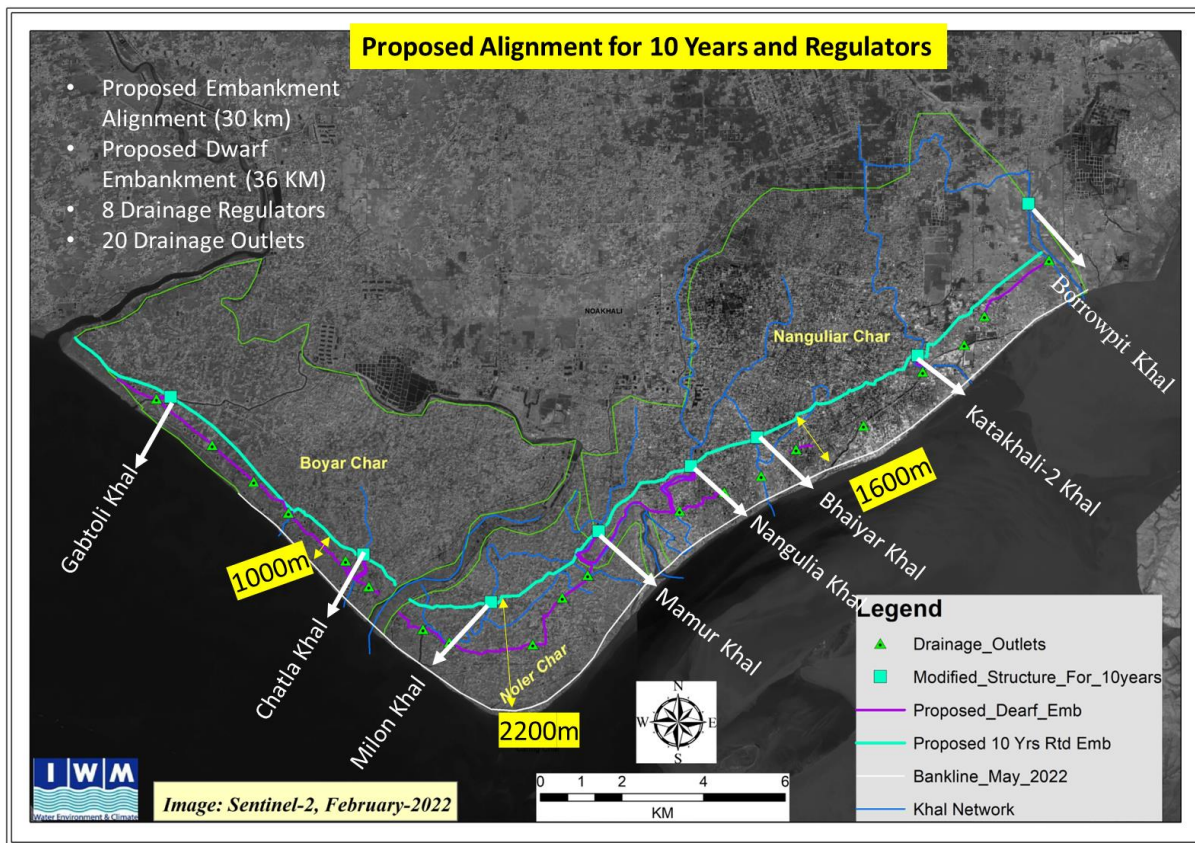 Proposed Alignment for 10 Years and Regulators
• Proposed Embankment
Alignment (30 km)
• Proposed Dwarf
Embankment (36 KM)
• 8 Drainage Regulators
• 20 Drainage Outlets
NOAKHALI
Nanguliar Char
Boyar Char
Noler Char
Gabtoli Khal
1000m
Chatla Khal
Milon Khal
2200m
Mamur Khal
Nangulia Khal
Bhaiyar Khal
1600m
Katakhali-2 Khal
Borrowpit Khal
Legend
Drainage_Outlets
Modified_Structure_For_10years
Proposed_Dearf_Emb
Proposed 10 Yrs Rtd Emb
Bankline_May_2022
Khal Network
N
W E
S
0 1 2 4 6
KM
IWM
Water Environment & Climate
Image: Sentinel-2, February-2022